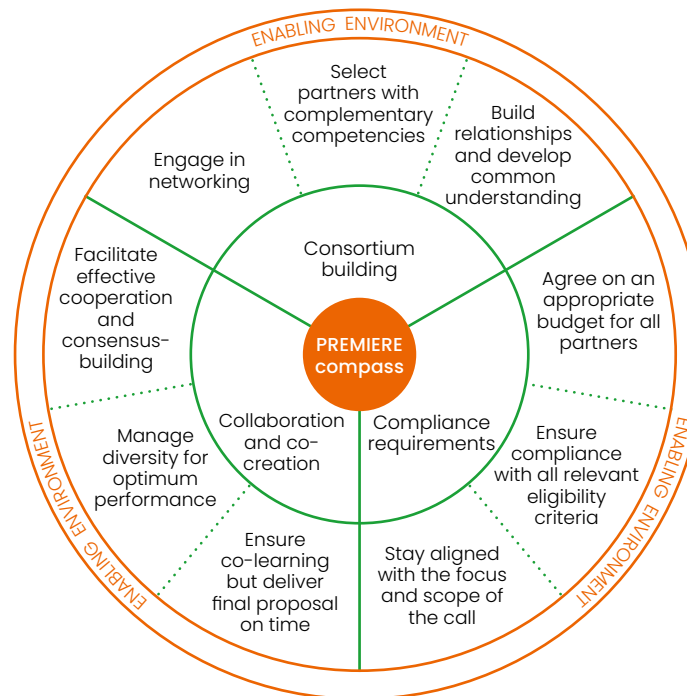 ENABLING ENVIRONMENT
Select
partners with
complementary
competencies
Build
relationships
and develop
common
understanding
Engage in
networking
Consortium
building
Facilitate
effective
cooperation
and
consensus-
building
Agree on an
appropriate
budget for all
partners
PREMIERE
compass
Collaboration
and co-
creation
Compliance
requirements
Manage
diversity for
optimum
performance
Ensure
compliance
with all relevant
eligibility
criteria
Ensure
co-learning
but deliver
final proposal
on time
Stay aligned
with the focus
and scope of
the call
ENABLING ENVIRONMENT
ENABLING ENVIRONMENT